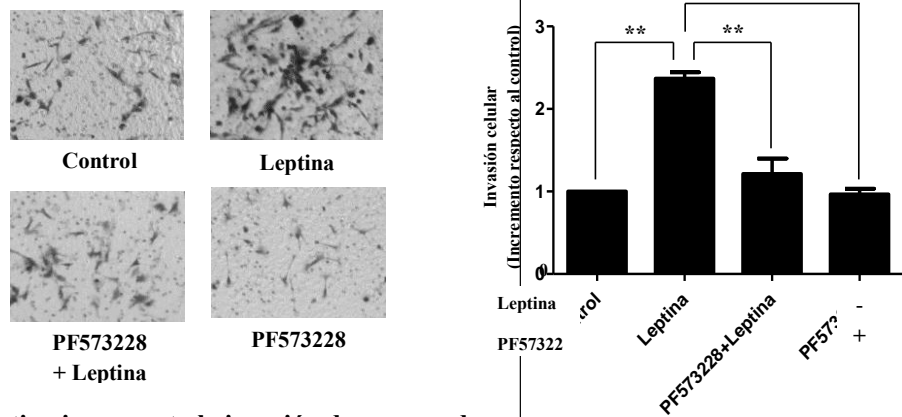 Control
Leptina
PF573228
+ Leptina
PF573228
Invasión celular
(Incremento respecto al control)
3
2
1
0
**
**
Leptina
-
PF57322
+
Leptina
PF573228+Leptina